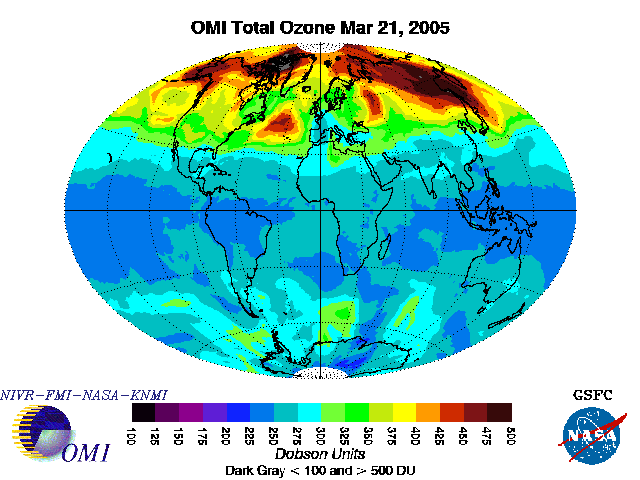 OMI Total Ozone Mar 21, 2005
NIVR-FMI-NASA-KNMI
GSFC
OMI
100 125 150 175 200 225 250 275 300 325 350 375 400 425 450 475 500
NASA
Dobson Units
Dark Gray < 100 and > 500 DU